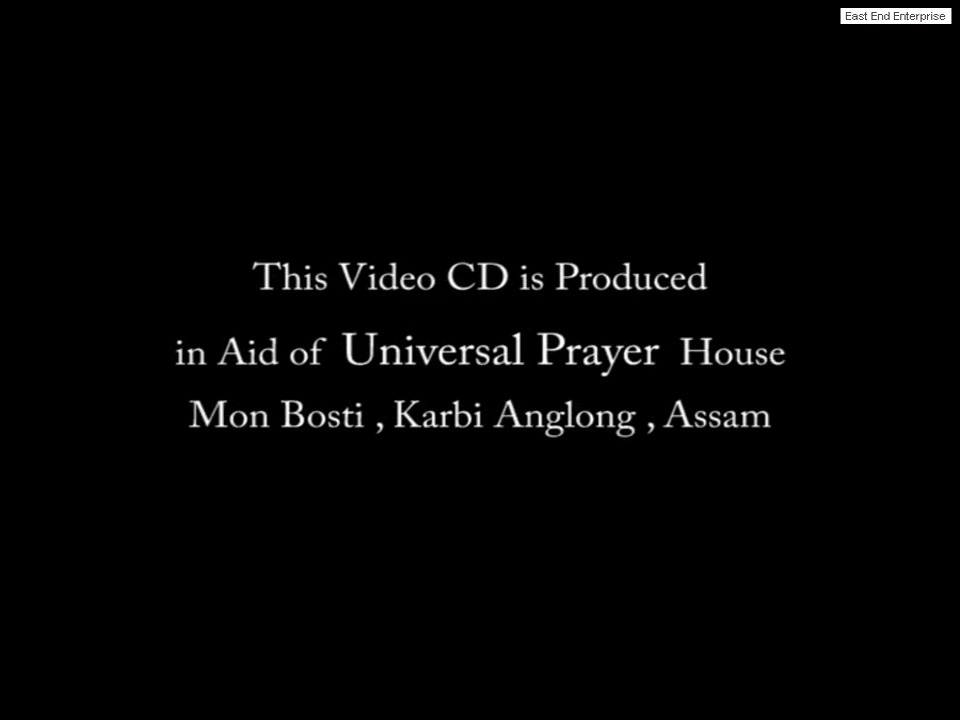 East End Enterprise
This Video CD is Produced
in Aid of Universal Prayer House
Mon Bosti , Karbi Anglong , Assam